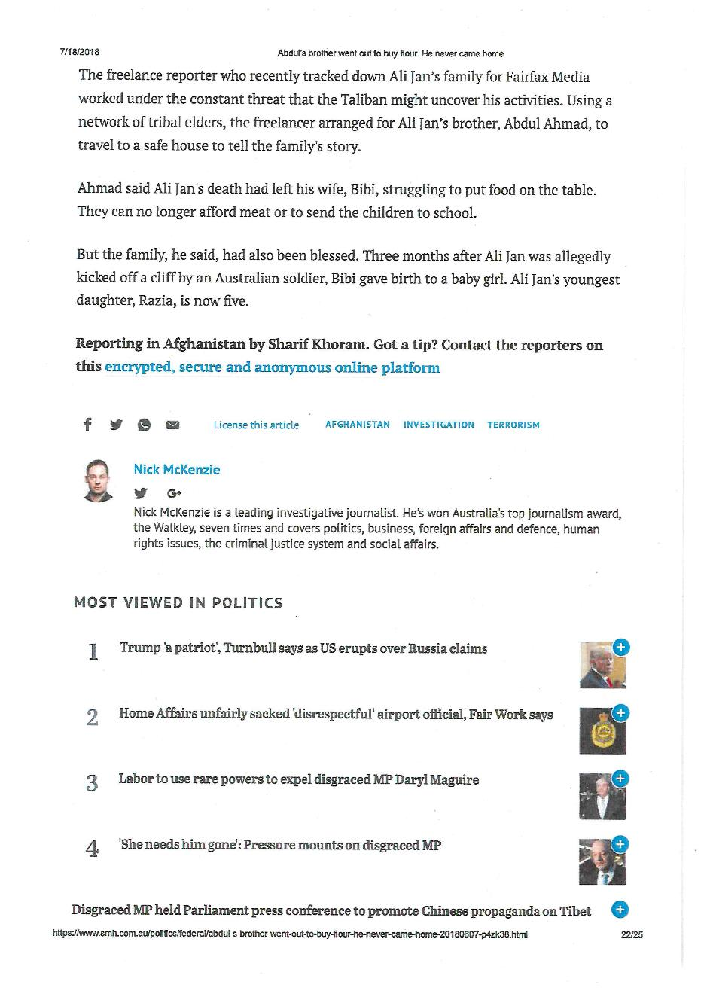 7/18/2018 Abdul's brother went out to buy flour. He never came home
The freelance reporter who recently tracked down Ali Jan's family for Fairfax Media
worked under the constant threat that the Taliban might uncover his activities. Using a
network of tribal elders, the freelancer arranged for Ali Jan's brother, Abdul Ahmad, to
travel to a safe house to tell the family's story.
Ahmad said Ali Jan's death had left his wife, Bibi, struggling to put food on the table.
They can no longer afford meat or to send the children to school.
But the family, he said, had also been blessed. Three months after Ali Jan was allegedly
kicked off a cliff by an Australian soldier, Bibi gave birth to a baby girl. Ali Jan's youngest
daughter, Razia, is now five.
Reporting in Afghanistan by Sharif Khoram. Got a tip? Contact the reporters on
this encrypted, secure and anonymous online platform
License this article AFGHANISTAN INVESTIGATION TERRORISM
Nick McKenzie
G+
Nick McKenzie is a leading investigative journalist. He's won Australia's top journalism award,
the Walkley, seven times and covers politics, business, foreign affairs and defence, human
rights issues, the criminal justice system and social affairs.
MOST VIEWED IN POLITICS
1 Trump 'a patriot', Turnbull says as US erupts over Russia claims
2 Home Affairs unfairly sacked 'disrespectful' airport official, Fair Work says
3 Labor to use rare powers to expel disgraced MP Daryl Maguire
4 'She needs him gone': Pressure mounts on disgraced MP
Disgraced MP held Parliament press conference to promote Chinese propaganda on Tibet
https://www.smh.com.au/politics/federal/abdul-s-brother-went-out-to-buy-flour-he-never-came-home-20180607-p4zk38.html 22/25